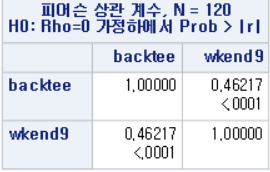 피어슨 상관 계수, N = 120
H0: Rho=0 가정하에서 Prob > |r|
backtee wkend9
backtee 1,00000 0,46217
<,0001
wkend9 0,46217 1,00000
<,0001